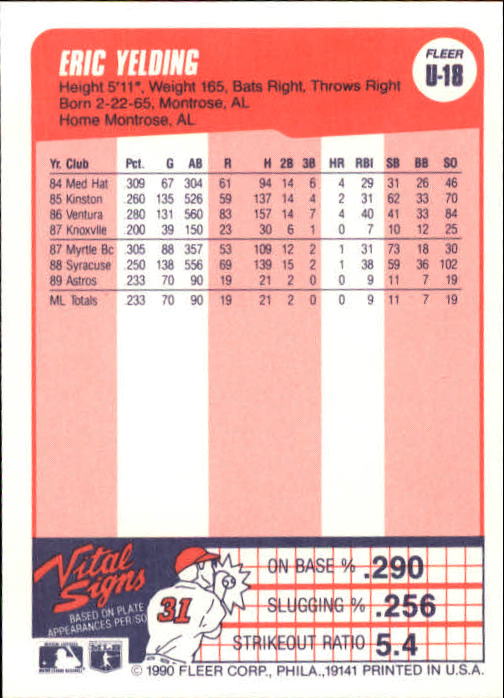 ERIC YELDING
FLEER
U-18
Height 5'11", Weight 165, Bats Right, Throws Right
Born 2-22-65, Montrose, AL
Home Montrose, AL
Yr. Club Pct. G AB R H 2B 3B HR RBI SB BB SO
84 Med Hat .309 67 304 61 94 14 6 4 29 31 26 46
85 Kinston .260 135 526 59 137 14 4 2 31 62 33 70
86 Ventura .280 131 560 83 157 14 7 4 40 41 33 84
87 Knoxvlle .200 39 150 23 30 6 1 0 7 10 12 25
87 Myrtle Bc .305 88 357 53 109 12 2 1 31 73 18 30
88 Syracuse .250 138 556 69 139 15 2 1 38 59 36 102
89 Astros .233 70 90 19 21 2 0 0 9 11 7 19
ML Totals .233 70 90 19 21 2 0 0 9 11 7 19
Vital Signs
BASED ON PLATE
APPEARANCES PER/SO
31
ON BASE % .290
SLUGGING % .256
STRIKEOUT RATIO 5.4
© 1990 FLEER CORP., PHILA., 19141 PRINTED IN U.S.A.